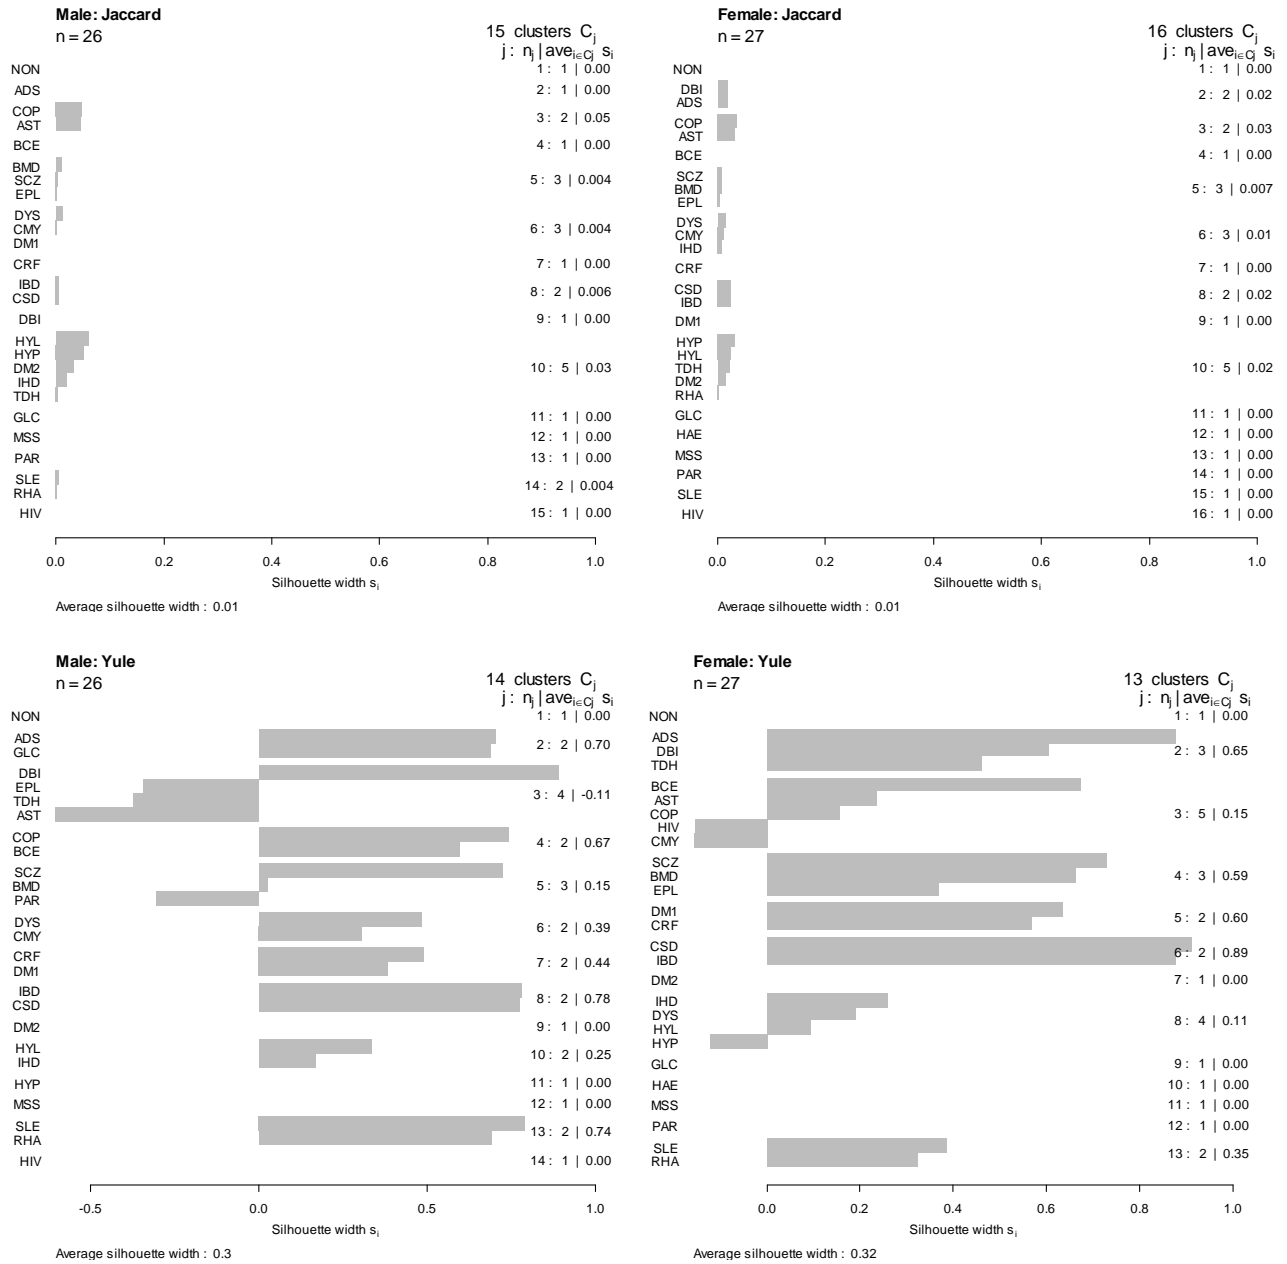 Male: Jaccard
n = 26
15 clusters Cj
j : nj | avei∈Cj si
NON
1 : 1 | 0.00
ADS
2 : 1 | 0.00
COP
AST
3 : 2 | 0.05
BCE
4 : 1 | 0.00
BMD
SCZ
EPL
5 : 3 | 0.004
DYS
CMY
DM1
6 : 3 | 0.004
CRF
7 : 1 | 0.00
IBD
CSD
8 : 2 | 0.006
DBI
9 : 1 | 0.00
HYL
HYP
DM2
IHD
TDH
10 : 5 | 0.03
GLC
11 : 1 | 0.00
MSS
12 : 1 | 0.00
PAR
13 : 1 | 0.00
SLE
RHA
14 : 2 | 0.004
HIV
15 : 1 | 0.00
0.0 0.2 0.4 0.6 0.8 1.0
Silhouette width si
Average silhouette width : 0.01
Female: Jaccard
n = 27
16 clusters Cj
j : nj | avei∈Cj si
NON
1 : 1 | 0.00
DBI
ADS
2 : 2 | 0.02
COP
AST
3 : 2 | 0.03
BCE
4 : 1 | 0.00
SCZ
BMD
EPL
5 : 3 | 0.007
DYS
CMY
IHD
6 : 3 | 0.01
CRF
7 : 1 | 0.00
CSD
IBD
8 : 2 | 0.02
DM1
9 : 1 | 0.00
HYP
HYL
TDH
DM2
RHA
10 : 5 | 0.02
GLC
11 : 1 | 0.00
HAE
12 : 1 | 0.00
MSS
13 : 1 | 0.00
PAR
14 : 1 | 0.00
SLE
15 : 1 | 0.00
HIV
16 : 1 | 0.00
0.0 0.2 0.4 0.6 0.8 1.0
Silhouette width si
Average silhouette width : 0.01
Male: Yule
n = 26
14 clusters Cj
j : nj | avei∈Cj si
NON
1 : 1 | 0.00
ADS
GLC
2 : 2 | 0.70
DBI
EPL
TDH
AST
3 : 4 | -0.11
COP
BCE
4 : 2 | 0.67
SCZ
BMD
PAR
5 : 3 | 0.15
DYS
CMY
6 : 2 | 0.39
CRF
DM1
7 : 2 | 0.44
IBD
CSD
8 : 2 | 0.78
DM2
9 : 1 | 0.00
HYL
IHD
10 : 2 | 0.25
HYP
11 : 1 | 0.00
MSS
12 : 1 | 0.00
SLE
RHA
13 : 2 | 0.74
HIV
14 : 1 | 0.00
-0.5 0.0 0.5 1.0
Silhouette width si
Average silhouette width : 0.3
Female: Yule
n = 27
13 clusters Cj
j : nj | avei∈Cj si
NON
1 : 1 | 0.00
ADS
DBI
TDH
2 : 3 | 0.65
BCE
AST
COP
HIV
CMY
3 : 5 | 0.15
SCZ
BMD
EPL
4 : 3 | 0.59
DM1
CRF
5 : 2 | 0.60
CSD
IBD
6 : 2 | 0.89
DM2
7 : 1 | 0.00
IHD
DYS
HYL
HYP
8 : 4 | 0.11
GLC
9 : 1 | 0.00
HAE
10 : 1 | 0.00
MSS
11 : 1 | 0.00
PAR
12 : 1 | 0.00
SLE
RHA
13 : 2 | 0.35
0.0 0.2 0.4 0.6 0.8 1.0
Silhouette width si
Average silhouette width : 0.32